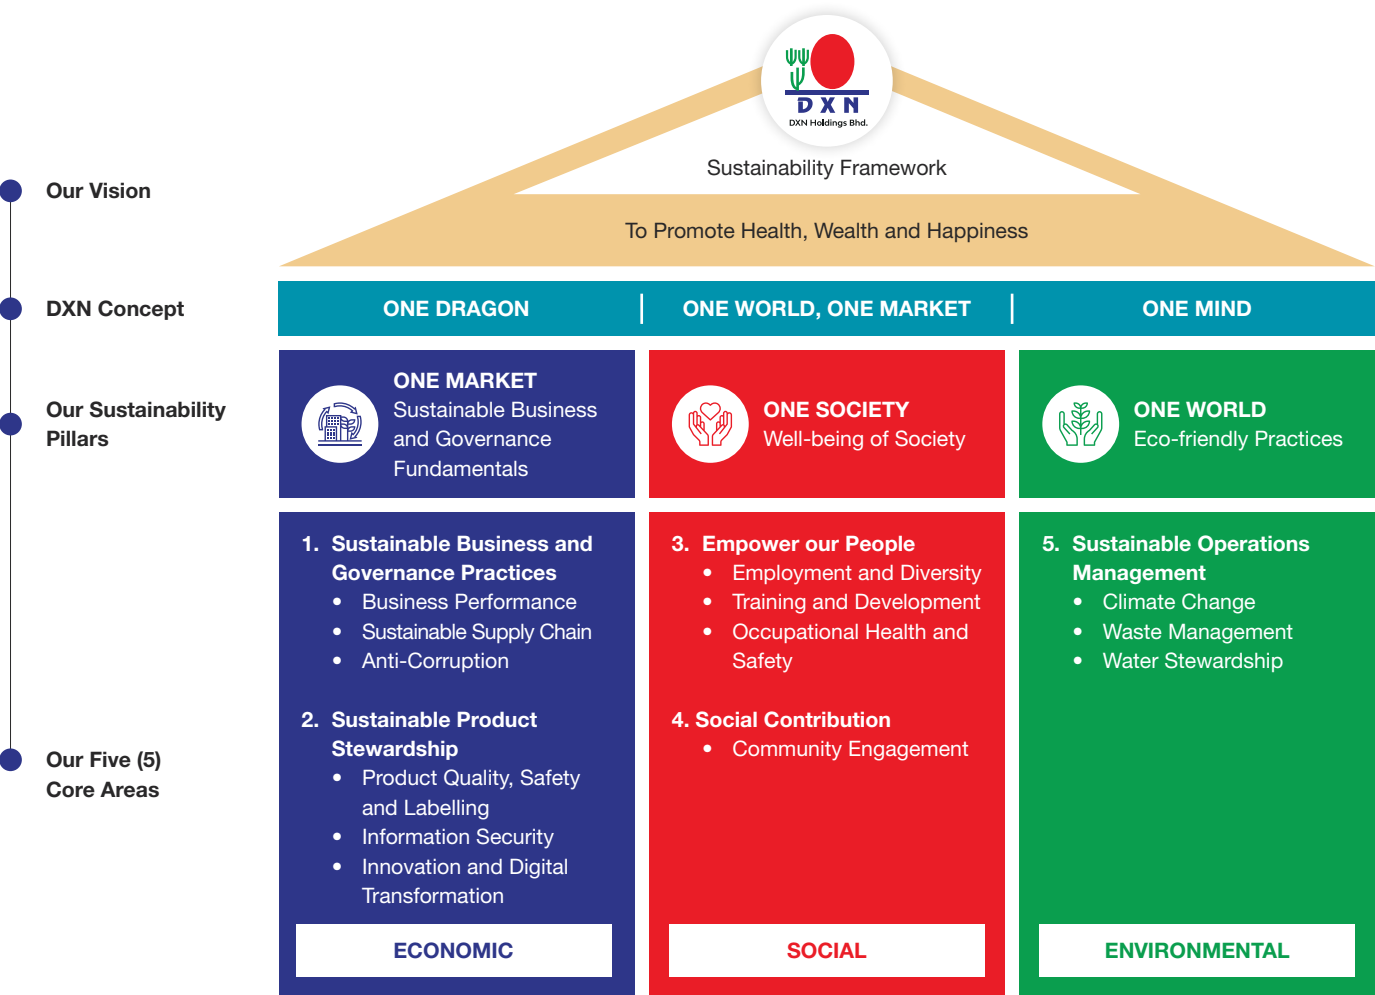 DXN
DXN Holdings Bhd.
Sustainability Framework
Our Vision
To Promote Health, Wealth and Happiness
DXN Concept
ONE DRAGON
ONE WORLD, ONE MARKET
ONE MIND
Our Sustainability
Pillars
ONE MARKET
Sustainable Business
and Governance
Fundamentals
ONE SOCIETY
Well-being of Society
ONE WORLD
Eco-friendly Practices
Our Five (5)
Core Areas
1. Sustainable Business and
Governance Practices
• Business Performance
• Sustainable Supply Chain
• Anti-Corruption
2. Sustainable Product
Stewardship
• Product Quality, Safety
and Labelling
• Information Security
• Innovation and Digital
Transformation
ECONOMIC
3. Empower our People
• Employment and Diversity
• Training and Development
• Occupational Health and
Safety
4. Social Contribution
• Community Engagement
SOCIAL
5. Sustainable Operations
Management
• Climate Change
• Waste Management
• Water Stewardship
ENVIRONMENTAL